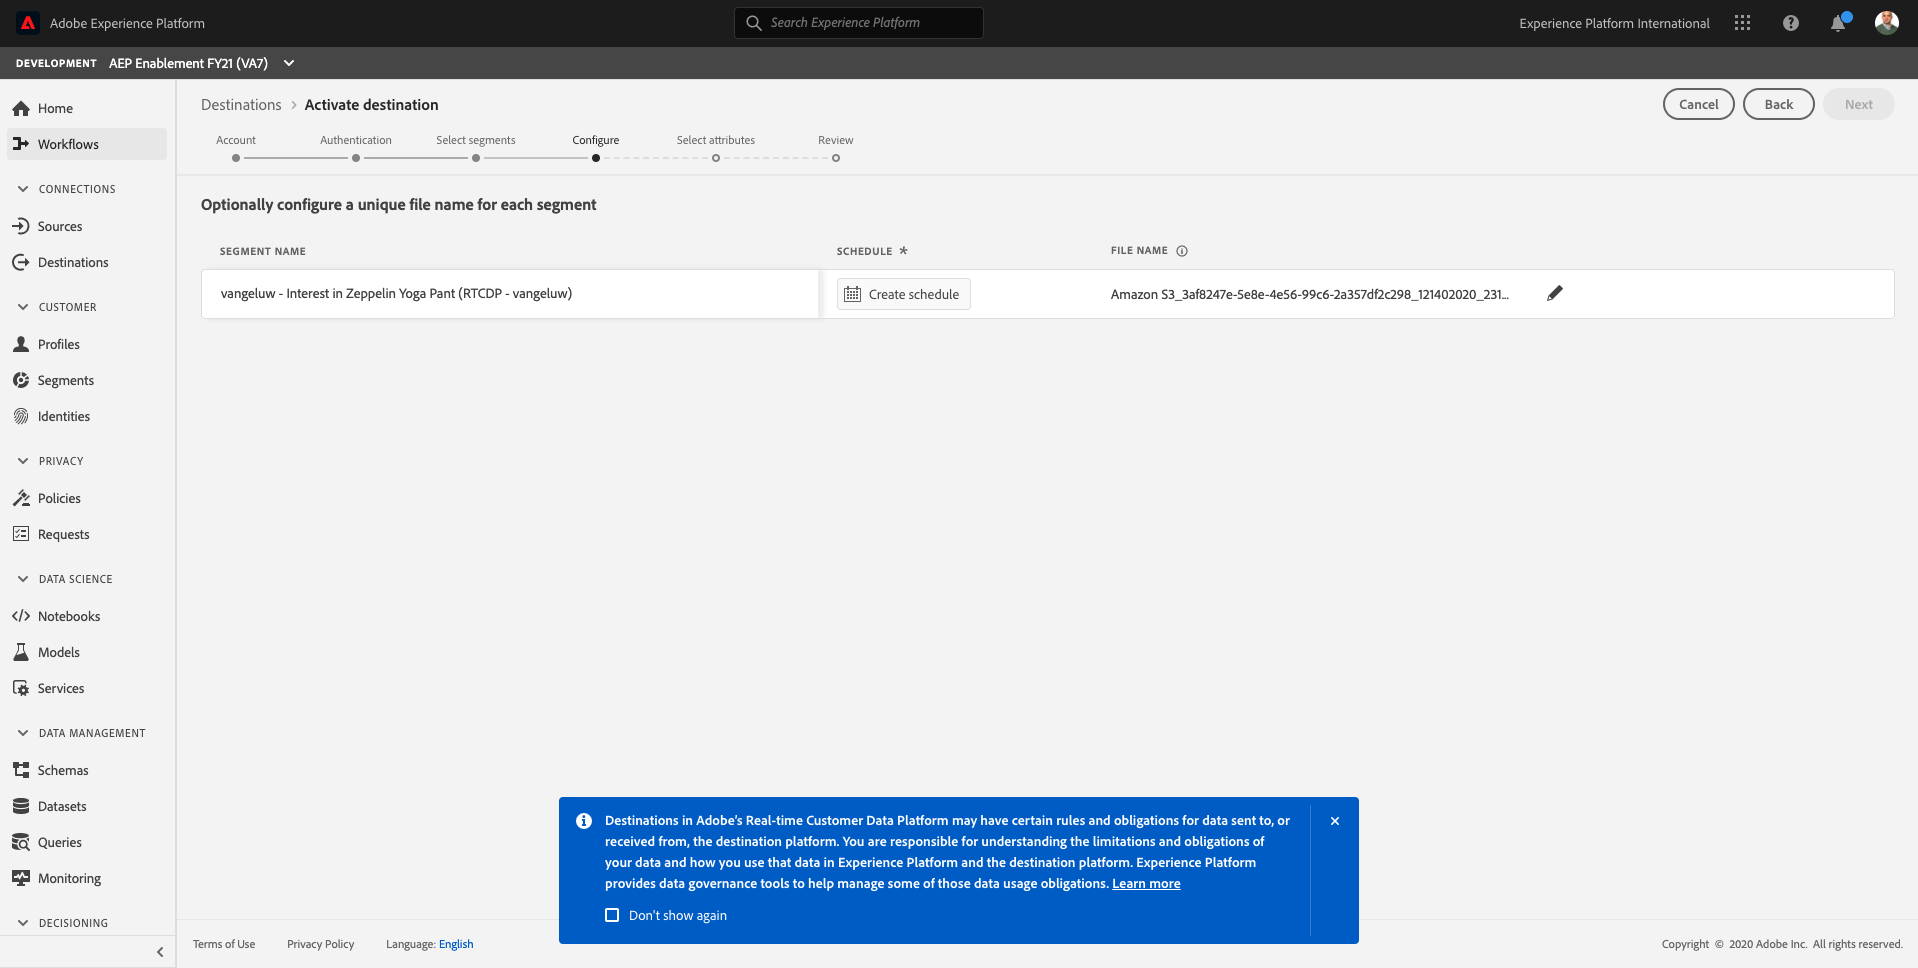 Adobe Experience Platform
Search Experience Platform
Experience Platform International
DEVELOPMENT AEP Enablement FY21 (VA7)
Home
Workflows
CONNECTIONS
Sources
Destinations
CUSTOMER
Profiles
Segments
Identities
PRIVACY
Policies
Requests
DATA SCIENCE
Notebooks
Models
Services
DATA MANAGEMENT
Schemas
Datasets
Queries
Monitoring
DECISIONING
Destinations > Activate destination
Cancel
Back
Next
Account
Authentication
Select segments
Configure
Select attributes
Review
Optionally configure a unique file name for each segment
SEGMENT NAME
SCHEDULE *
FILE NAME
vangeluw - Interest in Zeppelin Yoga Pant (RTCDP - vangeluw)
Create schedule
Amazon S3_3af8247e-5e8e-4e56-99c6-2a357df2c298_121402020_231...
Destinations in Adobe's Real-time Customer Data Platform may have certain rules and obligations for data sent to, or
received from, the destination platform. You are responsible for understanding the limitations and obligations of
your data and how you use that data in Experience Platform and the destination platform. Experience Platform
provides data governance tools to help manage some of those data usage obligations. Learn more
Don't show again
Terms of Use
Privacy Policy
Language: English
Copyright © 2020 Adobe Inc. All rights reserved.